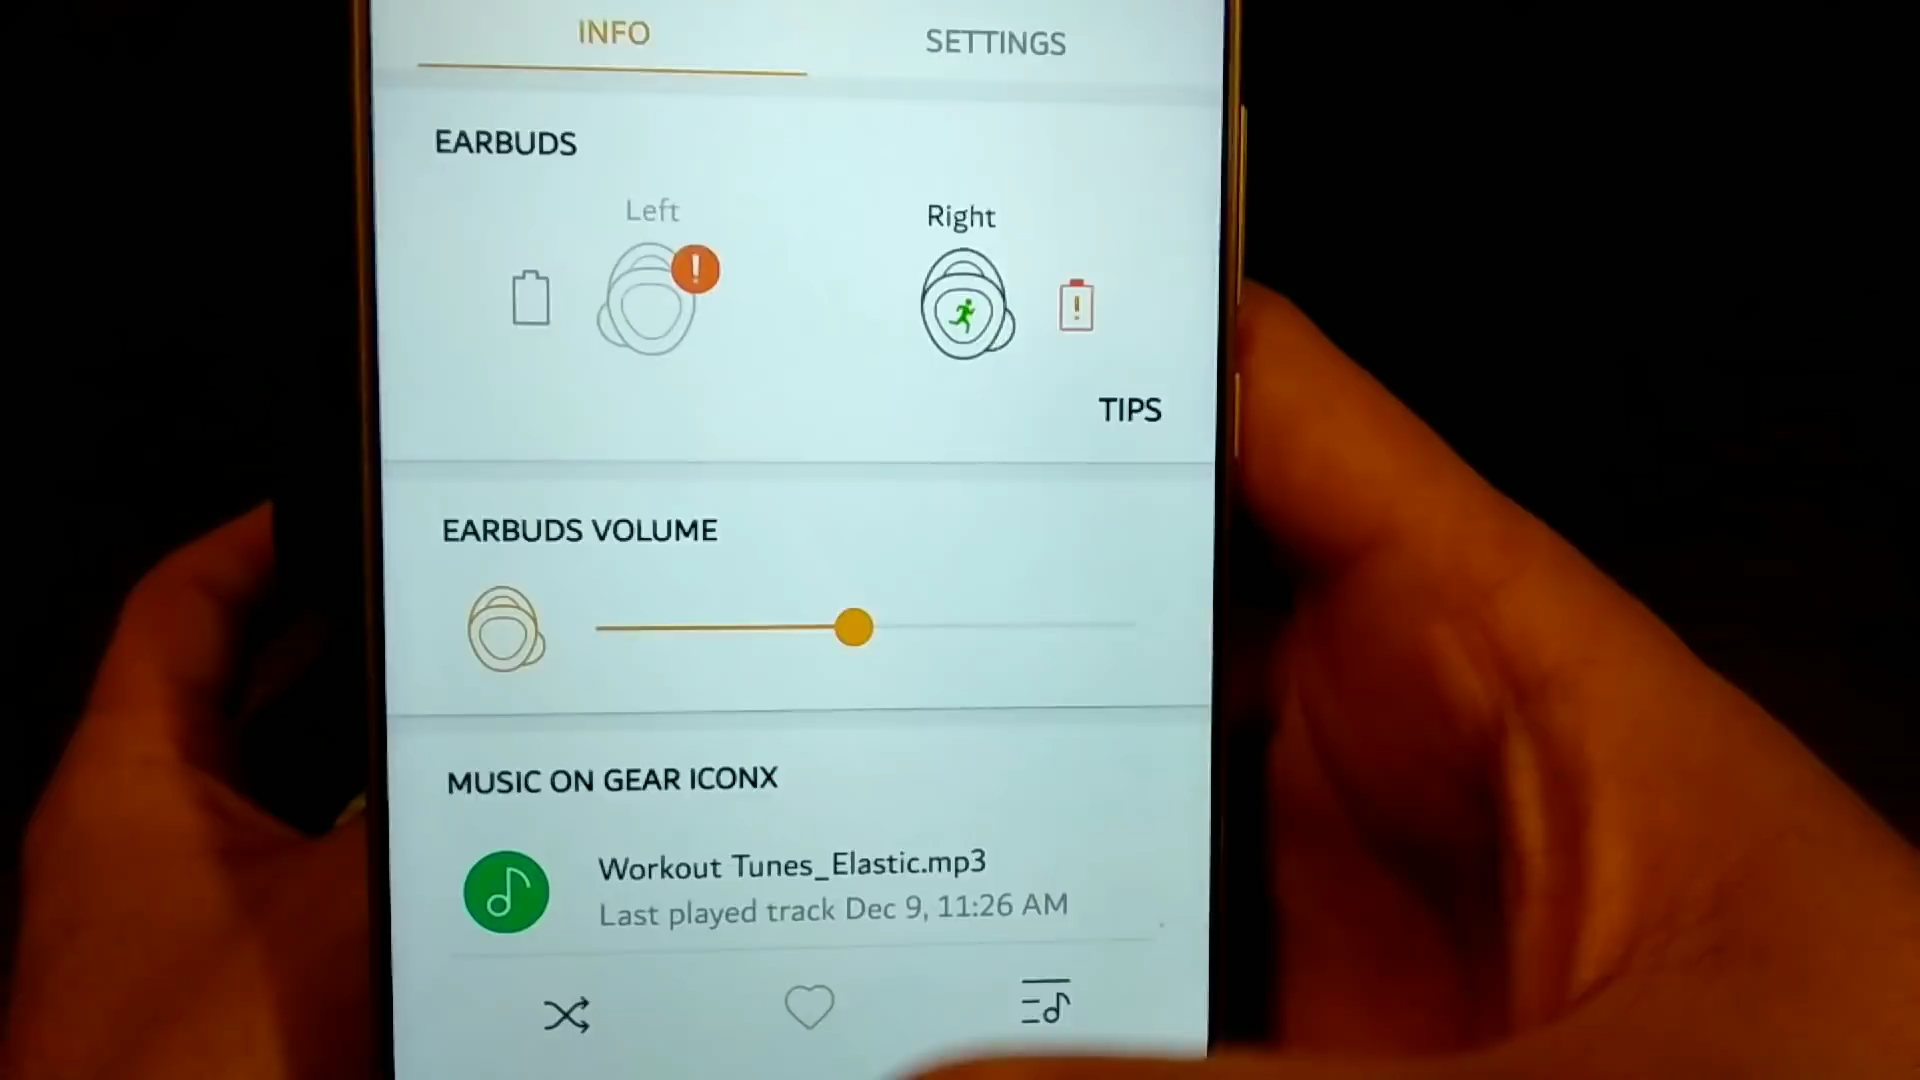 INFO
SETTINGS
EARBUDS
Left
Right
TIPS
EARBUDS VOLUME
MUSIC ON GEAR ICONX
Workout Tunes_Elastic.mp3
Last played track Dec 9, 11:26 AM